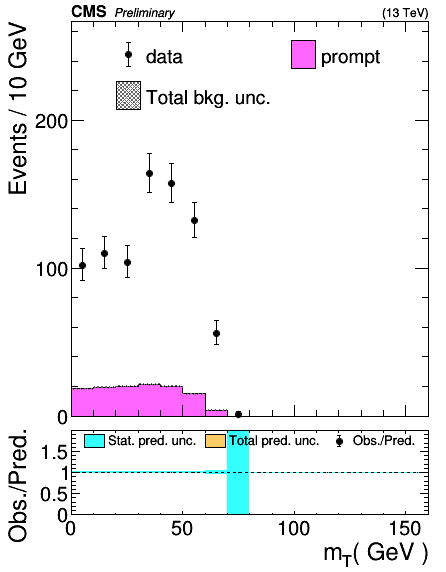 CMS Preliminary (13 TeV)
Events / 10 GeV
data
prompt
Total bkg. unc.
200
100
0
Obs./Pred.
Stat. pred. unc. Total pred. unc. Obs./Pred.
1.5
1
0.5
0
0 50 100 150
m_T( GeV )